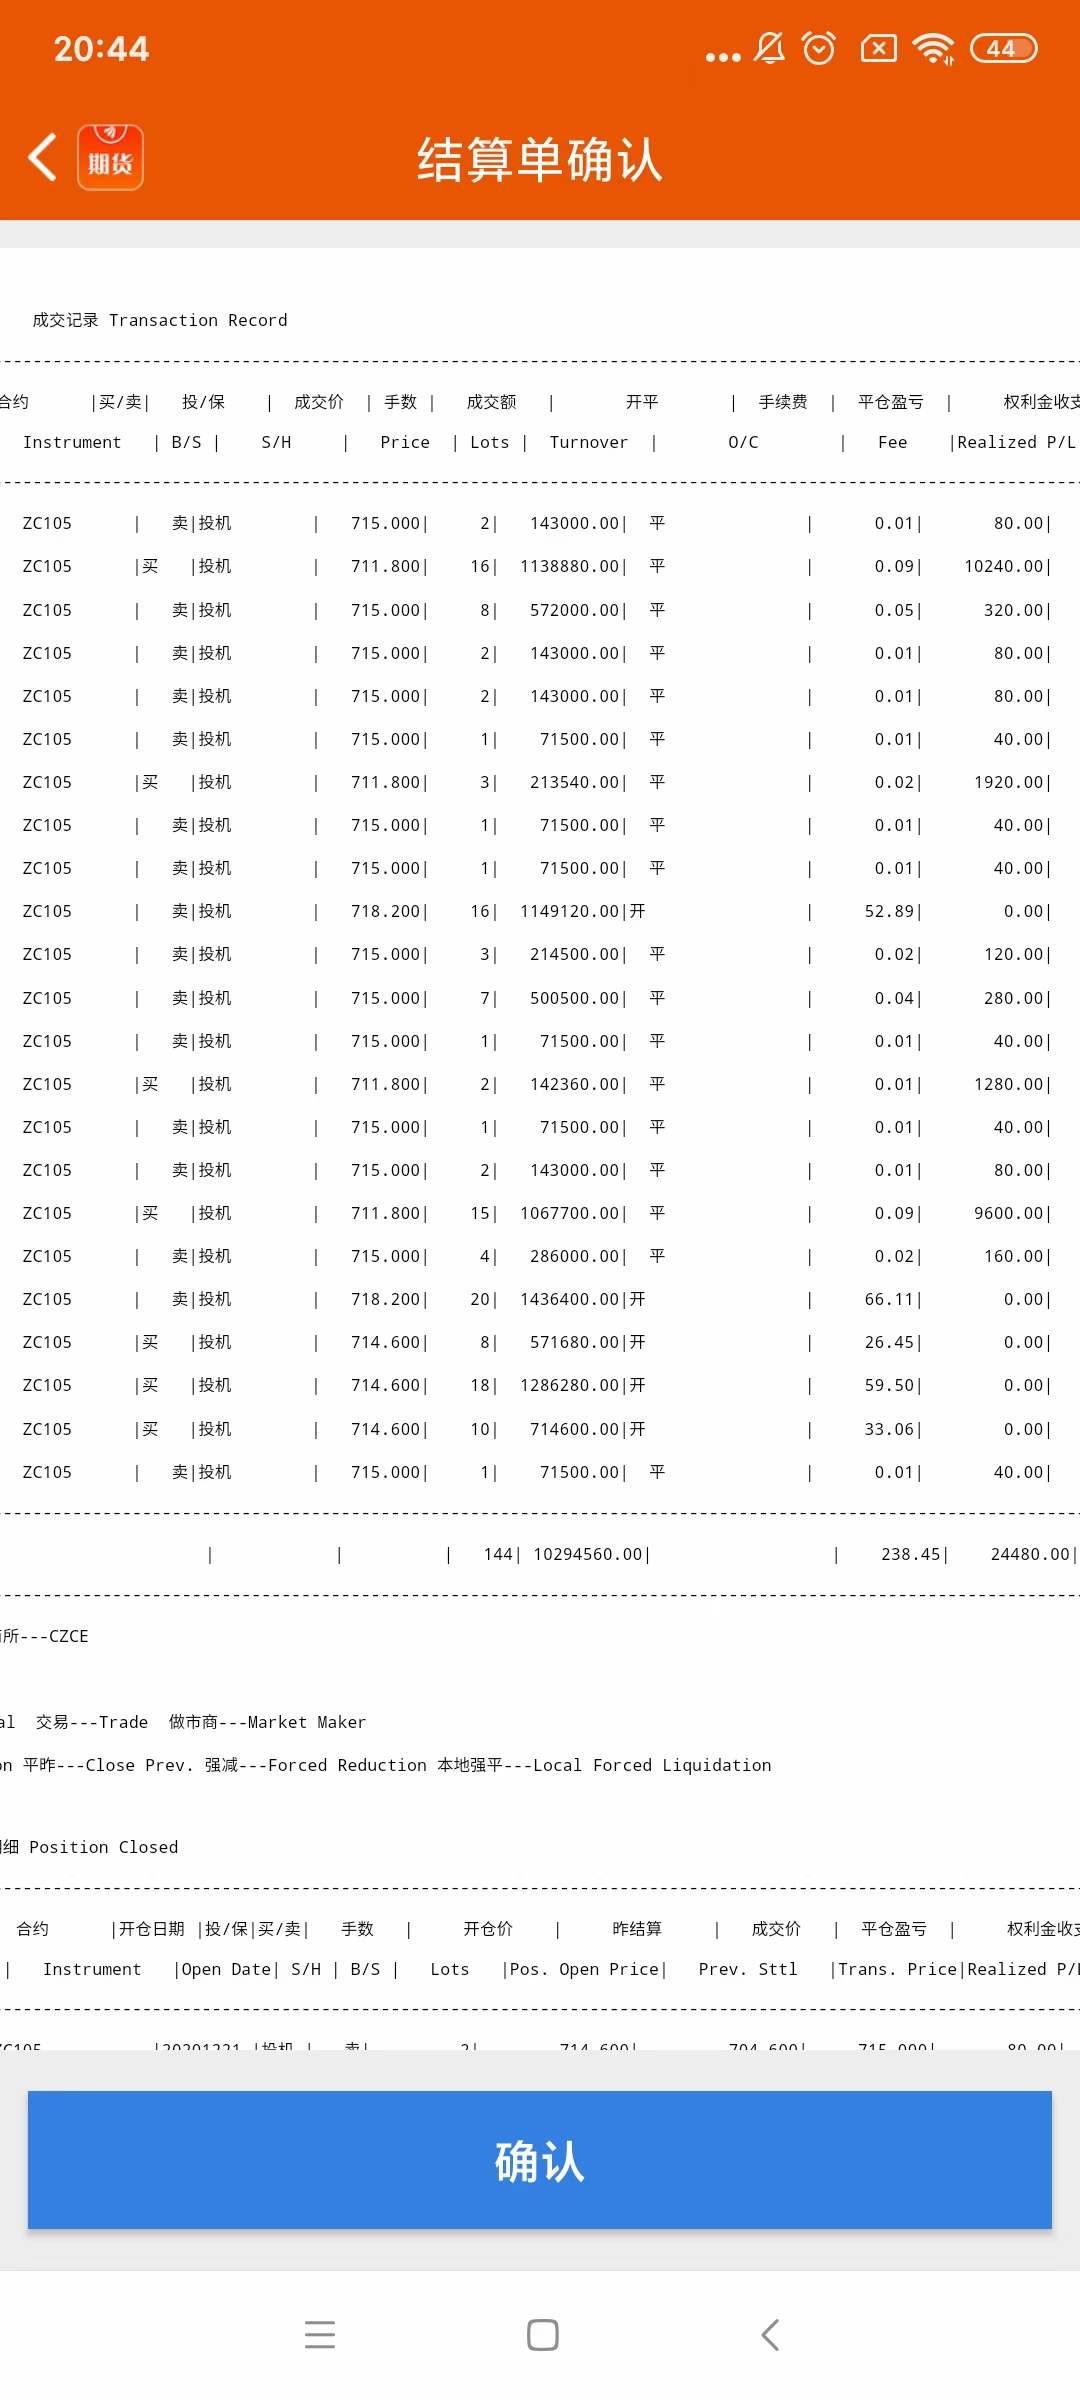 20:44
44
期货
结算单确认
成交记录 Transaction Record
合约 |买/卖| 投/保 | 成交价 | 手数 | 成交额 | 开平 | 手续费 | 平仓盈亏 | 权利金收支
Instrument | B/S | S/H | Price | Lots | Turnover | O/C | Fee |Realized P/L
ZC105 | 卖|投机 | 715.000| 2| 143000.00| 平 | 0.01| 80.00|
ZC105 |买 |投机 | 711.800| 16| 1138880.00| 平 | 0.09| 10240.00|
ZC105 | 卖|投机 | 715.000| 8| 572000.00| 平 | 0.05| 320.00|
ZC105 | 卖|投机 | 715.000| 2| 143000.00| 平 | 0.01| 80.00|
ZC105 | 卖|投机 | 715.000| 2| 143000.00| 平 | 0.01| 80.00|
ZC105 | 卖|投机 | 715.000| 1| 71500.00| 平 | 0.01| 40.00|
ZC105 |买 |投机 | 711.800| 3| 213540.00| 平 | 0.02| 1920.00|
ZC105 | 卖|投机 | 715.000| 1| 71500.00| 平 | 0.01| 40.00|
ZC105 | 卖|投机 | 715.000| 1| 71500.00| 平 | 0.01| 40.00|
ZC105 | 卖|投机 | 718.200| 16| 1149120.00|开 | 52.89| 0.00|
ZC105 | 卖|投机 | 715.000| 3| 214500.00| 平 | 0.02| 120.00|
ZC105 | 卖|投机 | 715.000| 7| 500500.00| 平 | 0.04| 280.00|
ZC105 | 卖|投机 | 715.000| 1| 71500.00| 平 | 0.01| 40.00|
ZC105 |买 |投机 | 711.800| 2| 142360.00| 平 | 0.01| 1280.00|
ZC105 | 卖|投机 | 715.000| 1| 71500.00| 平 | 0.01| 40.00|
ZC105 | 卖|投机 | 715.000| 2| 143000.00| 平 | 0.01| 80.00|
ZC105 |买 |投机 | 711.800| 15| 1067700.00| 平 | 0.09| 9600.00|
ZC105 | 卖|投机 | 715.000| 4| 286000.00| 平 | 0.02| 160.00|
ZC105 | 卖|投机 | 718.200| 20| 1436400.00|开 | 66.11| 0.00|
ZC105 |买 |投机 | 714.600| 8| 571680.00|开 | 26.45| 0.00|
ZC105 |买 |投机 | 714.600| 18| 1286280.00|开 | 59.50| 0.00|
ZC105 |买 |投机 | 714.600| 10| 714600.00|开 | 33.06| 0.00|
ZC105 | 卖|投机 | 715.000| 1| 71500.00| 平 | 0.01| 40.00|
| | | 144| 10294560.00| | 238.45| 24480.00|
所---CZCE
al 交易---Trade 做市商---Market Maker
on 平昨---Close Prev. 强减---Forced Reduction 本地强平---Local Forced Liquidation
细 Position Closed
合约 |开仓日期 |投/保|买/卖| 手数 | 开仓价 | 昨结算 | 成交价 | 平仓盈亏 | 权利金收支
| Instrument |Open Date| S/H | B/S | Lots |Pos. Open Price| Prev. Sttl |Trans. Price|Realized P/L
ZC105 |20201221 |投机 | 卖| 2| 714.600| 704.600| 715.000| 80.00|
确认